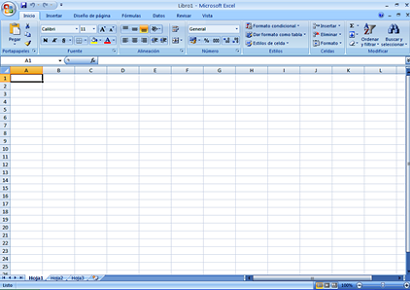 Libro1 - Microsoft Excel
Inicio Insertar Diseño de página Fórmulas Datos Revisar Vista
Calibri 11 General Formato condicional Insertar
Pegar N K S Dar formato como tabla Eliminar Ordenar y filtrar Buscar y seleccionar
Estilos de celda Formato
Portapapeles Fuente Alineación Número Estilos Celdas Modificar
A1 fx
A B C D E F G H I J K L
1
2
3
4
5
6
7
8
9
10
11
12
13
14
15
16
17
18
19
20
21
22
23
24
25
Hoja1 Hoja2 Hoja3
Listo 100%